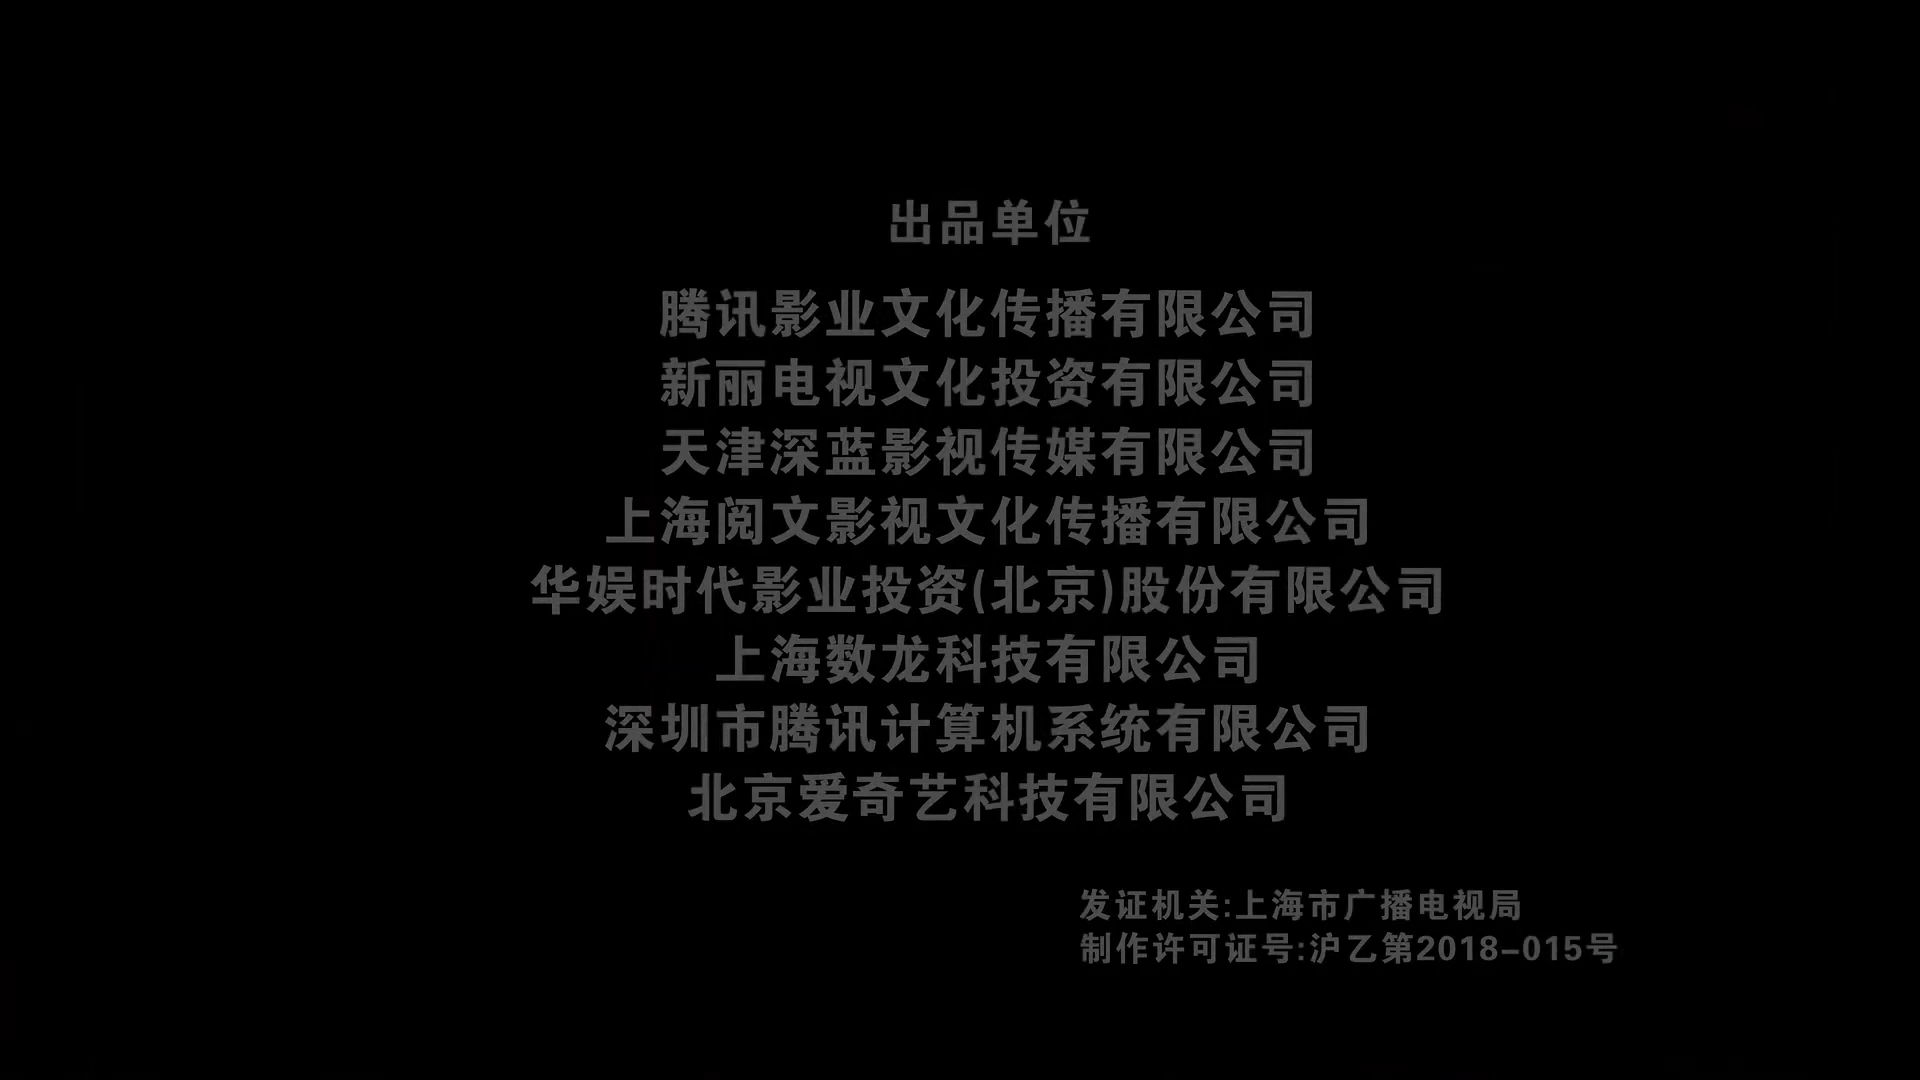 出品单位
腾讯影业文化传播有限公司
新丽电视文化投资有限公司
天津深蓝影视传媒有限公司
上海阅文影视文化传播有限公司
华娱时代影业投资(北京)股份有限公司
上海数龙科技有限公司
深圳市腾讯计算机系统有限公司
北京爱奇艺科技有限公司
发证机关:上海市广播电视局
制作许可证号:沪乙第2018-015号